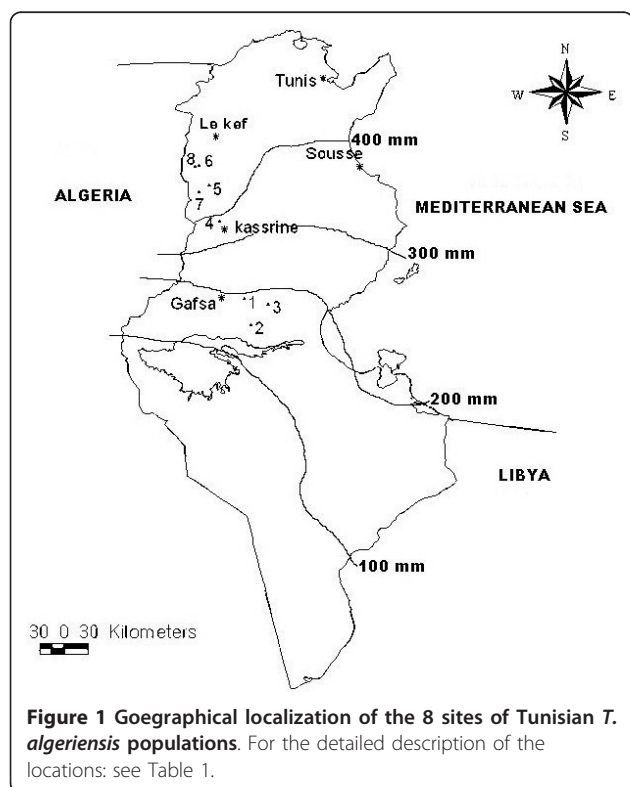 N
W E
S
Tunis
Le kef
400 mm
Sousse
8 6
5
7
ALGERIA
MEDITERRANEAN SEA
4 kassrine
300 mm
Gafsa 1 3
2
200 mm
LIBYA
100 mm
30 0 30 Kilometers
Figure 1 Goegraphical localization of the 8 sites of Tunisian T.
algeriensis populations. For the detailed description of the
locations: see Table 1.